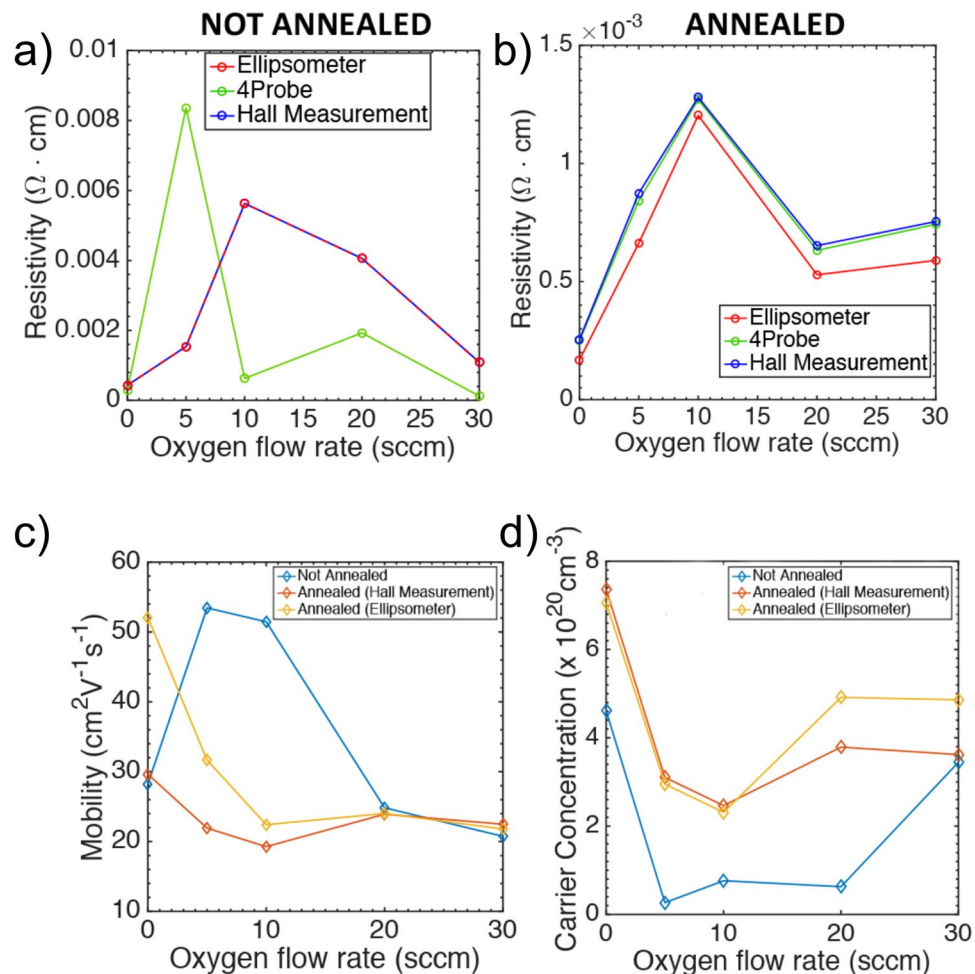 NOT ANNEALED
ANNEALED
a)
0.01
0.008
0.006
0.004
0.002
0
Resistivity (Ω · cm)
Ellipsometer
4Probe
Hall Measurement
0 5 10 15 20 25 30
Oxygen flow rate (sccm)
b)
× 10⁻³
1.5
1
0.5
0
Resistivity (Ω · cm)
Ellipsometer
4Probe
Hall Measurement
0 5 10 15 20 25 30
Oxygen flow rate (sccm)
c)
60
50
40
30
20
10
Mobility (cm²V⁻¹s⁻¹)
Not Annealed
Annealed (Hall Measurement)
Annealed (Ellipsometer)
0 10 20 30
Oxygen flow rate (sccm)
d)
8
6
4
2
0
Carrier Concentration (x 10²⁰cm⁻³)
Not Annealed
Annealed (Hall Measurement)
Annealed (Ellipsometer)
0 10 20 30
Oxygen flow rate (sccm)